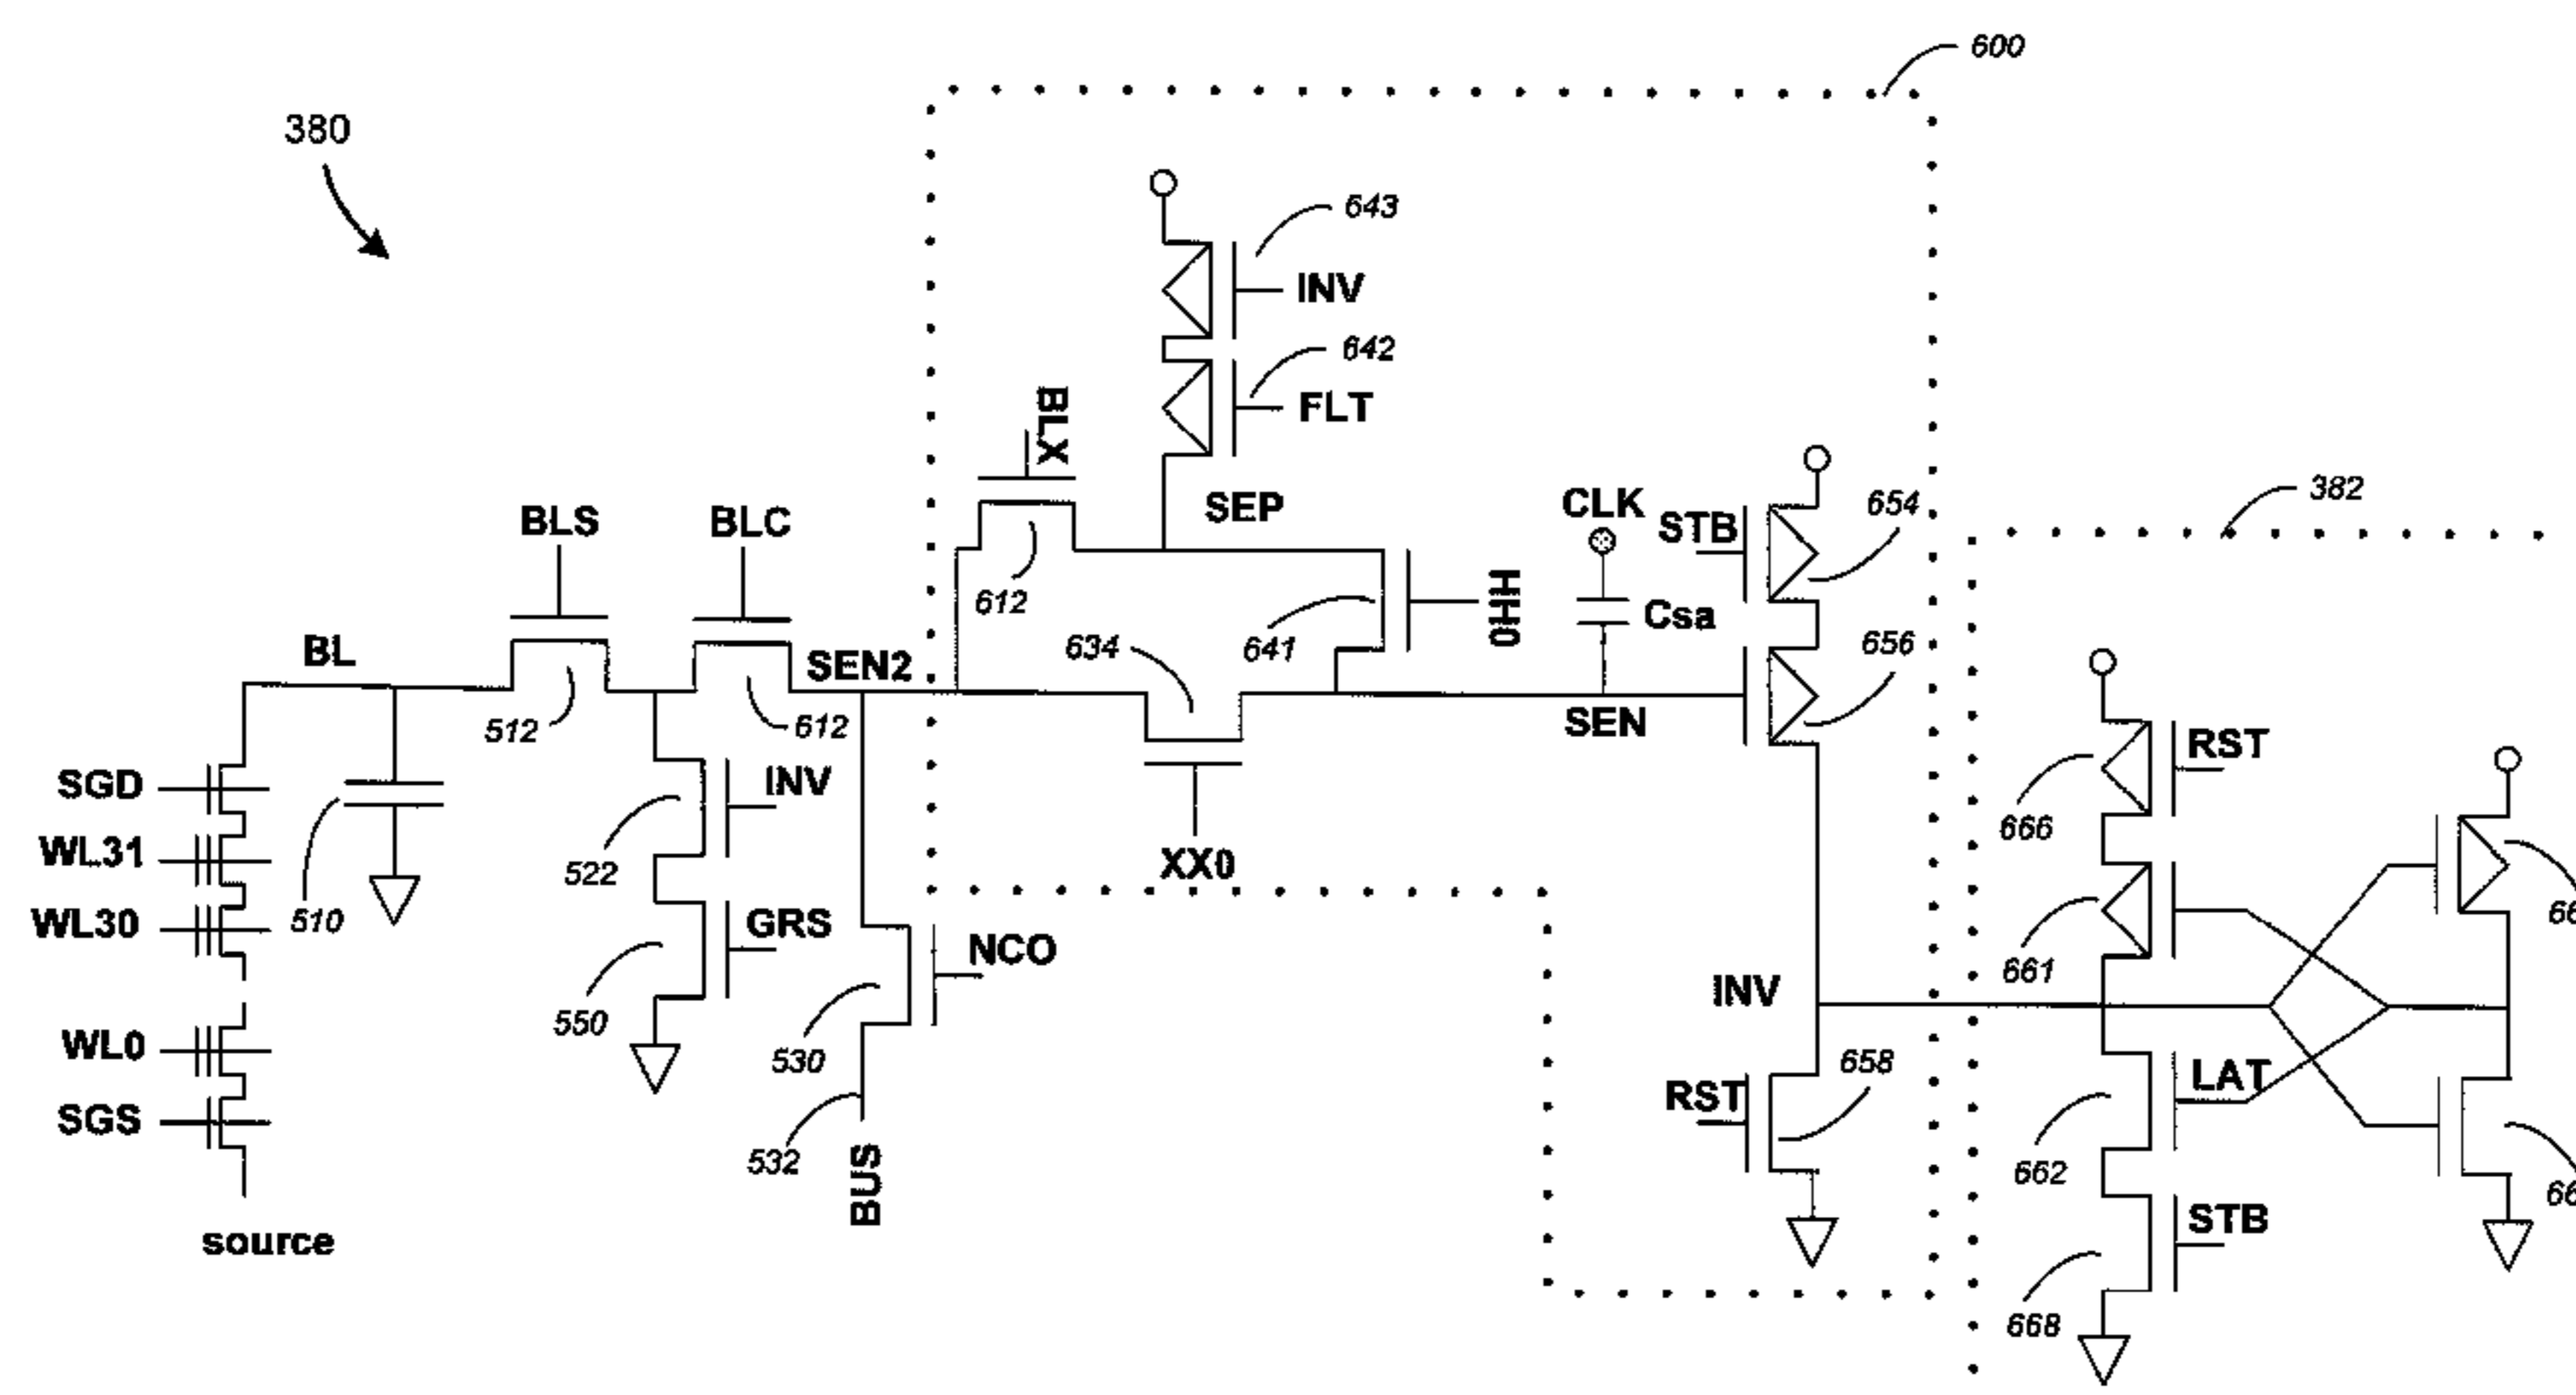 600
380
643
INV
642
FLT
BLX
SEP
CLK
STB
654
382
BLS
BLC
612
HHO
Csa
BL
SEN2
634
641
656
512
612
SEN
RST
666
SGD
INV
XX0
WL31
522
510
WL30
GRS
NCO
661
INV
550
530
WL0
658
LAT
RST
SGS
532
BUS
662
STB
source
668